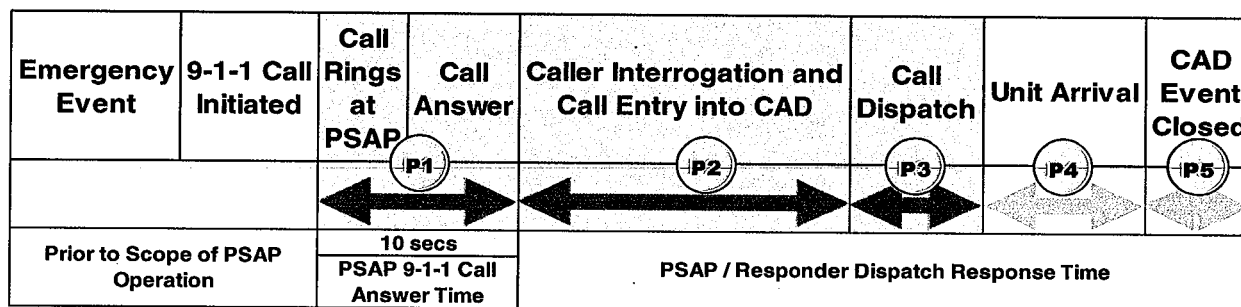 Emergency
Event
9-1-1 Call
Initiated
Call
Rings
at
PSAP
Call
Answer
Caller Interrogation and
Call Entry into CAD
Call
Dispatch
Unit Arrival
CAD
Event
Closed
P1
P2
P3
P4
P5
Prior to Scope of PSAP
Operation
10 secs
PSAP 9-1-1 Call
Answer Time
PSAP / Responder Dispatch Response Time